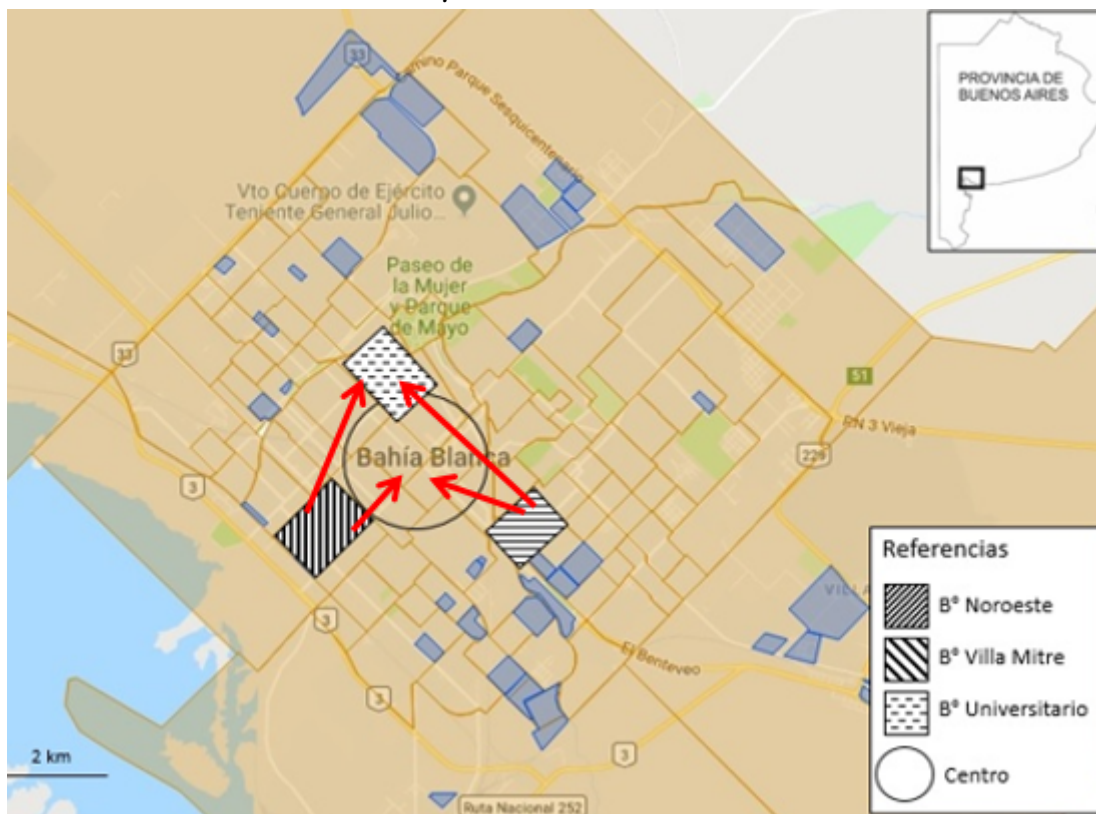 33
Camino Parque Sesquicentenario
PROVINCIA DE
BUENOS AIRES
Vto Cuerpo de Ejército
Teniente General Julio...
Paseo de
la Mujer
y Parque
de Mayo
33
51
RN 3 Vieja
229
Bahía Blanca
3
3
El Benteveo
3
3
2 km
Ruta Nacional 252
VILLA
Referencias
Bº Noroeste
Bº Villa Mitre
Bº Universitario
Centro